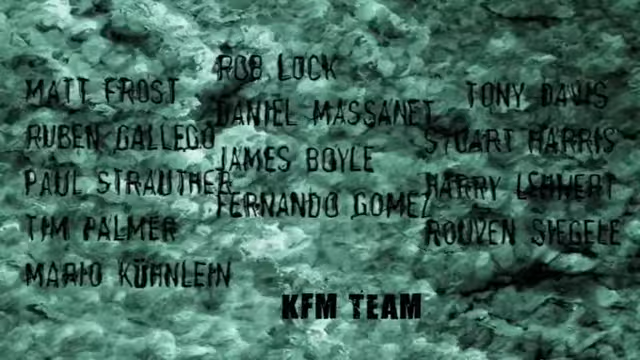 MATT FROST
RUBEN GALLEGO
PAUL STRAUTHER
TIM PALMER
MARIO KÜHNLEIN
ROB LOCK
DANIEL MASSANET
JAMES BOYLE
FERNANDO GOMEZ
TONY DAVIS
STUART HARRIS
HARRY LEHNERT
ROUVEN SIEGELE
KFM TEAM